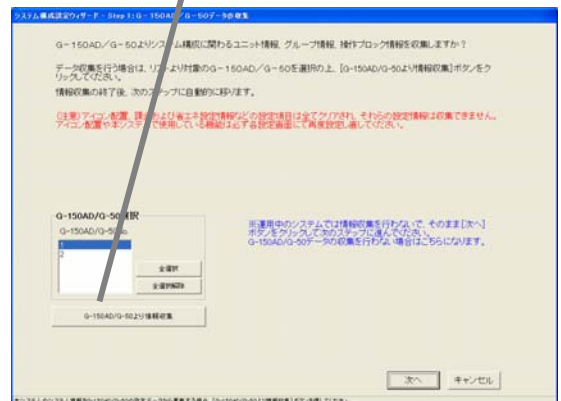 システム構成設定ウィザード - Step 1: G-150AD/G-50データの収集
G-150AD/G-50よりシステム構成に関わるユニット情報、グループ情報、操作ブロック情報を収集しますか？
データ収集を行う場合は、リストより対象のG-150AD/G-50を選択の上、[G-150AD/G-50より情報収集]ボタンをク
リックしてください。
情報収集の終了後、次のステップに自動的に移ります。
(注意)アイコン配置、課金および省エネ設定情報などの設定項目は全てクリアされ、それらの設定情報は収集できません。
アイコン配置や本システムで使用している機能は必ず各設定画面にて再度設定し直してください。
G-150AD/G-50選択
G-150AD/G-50 No.
1
2
全選択
全選択解除
※運用中のシステムでは情報収集を行わないで、そのまま[次へ]
ボタンをクリックして次のステップに進んでください。
G-150AD/G-50データの収集を行わない場合はこちらになります。
G-150AD/G-50より情報収集
次へ
キャンセル